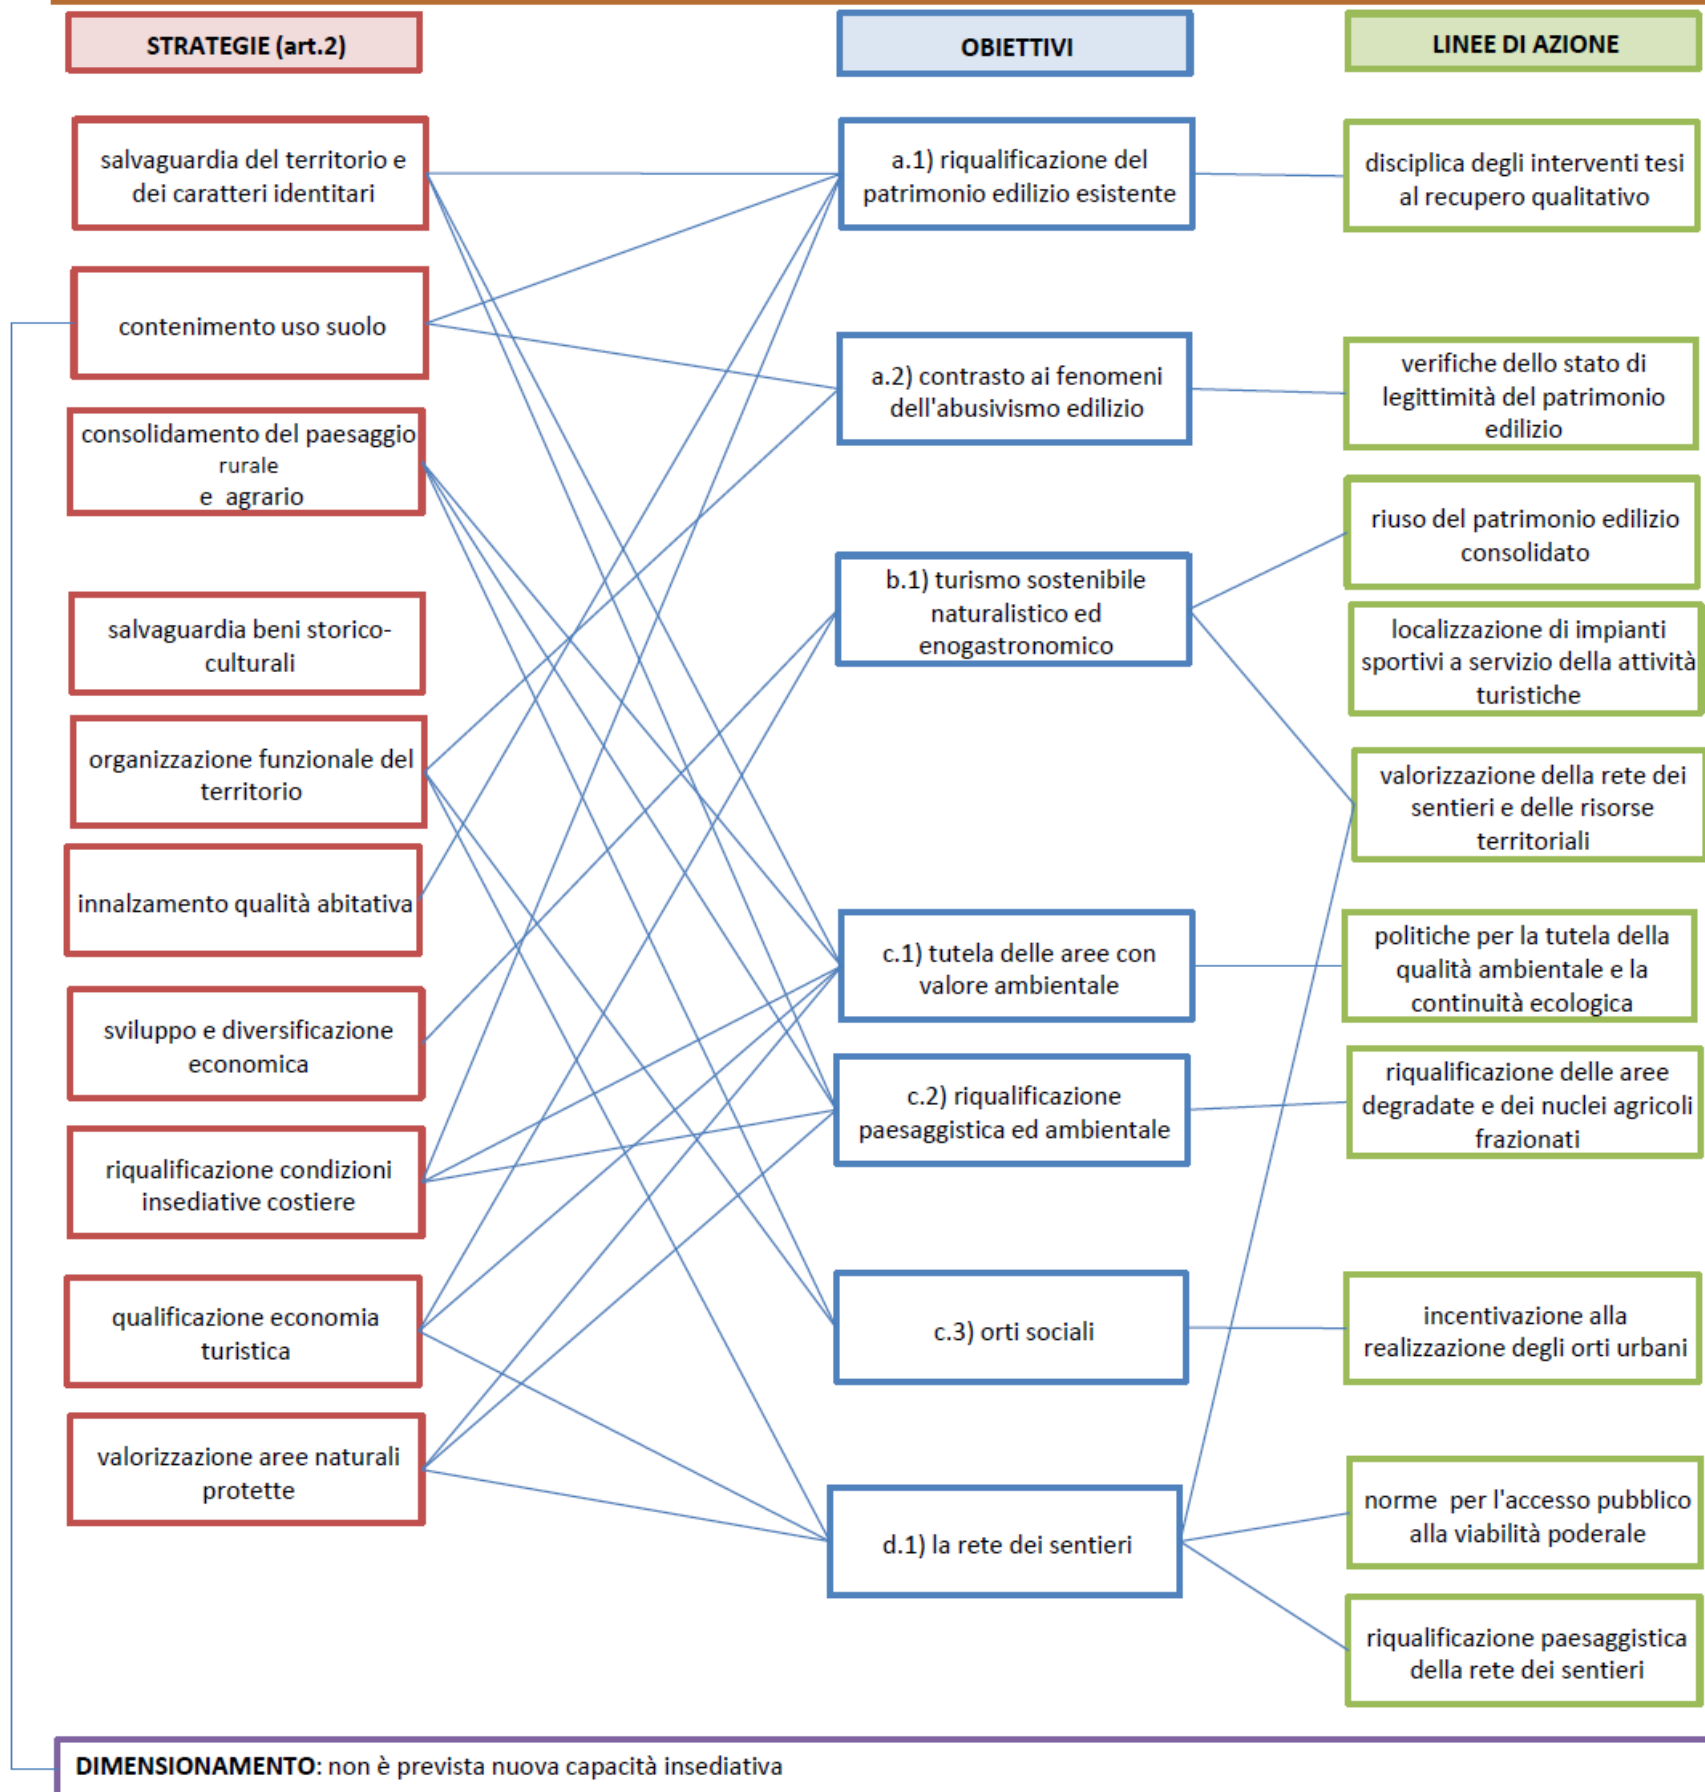 STRATEGIE (art.2)
OBIETTIVI
LINEE DI AZIONE
salvaguardia del territorio e
dei caratteri identitari
contenimento uso suolo
consolidamento del paesaggio
rurale
e agrario
salvaguardia beni storico-
culturali
organizzazione funzionale del
territorio
innalzamento qualità abitativa
sviluppo e diversificazione
economica
riqualificazione condizioni
insediative costiere
qualificazione economia
turistica
valorizzazione aree naturali
protette
a.1) riqualificazione del
patrimonio edilizio esistente
a.2) contrasto ai fenomeni
dell'abusivismo edilizio
b.1) turismo sostenibile
naturalistico ed
enogastronomico
c.1) tutela delle aree con
valore ambientale
c.2) riqualificazione
paesaggistica ed ambientale
c.3) orti sociali
d.1) la rete dei sentieri
disciplica degli interventi tesi
al recupero qualitativo
verifiche dello stato di
legittimità del patrimonio
edilizio
riuso del patrimonio edilizio
consolidato
localizzazione di impianti
sportivi a servizio della attività
turistiche
valorizzazione della rete dei
sentieri e delle risorse
territoriali
politiche per la tutela della
qualità ambientale e la
continuità ecologica
riqualificazione delle aree
degradate e dei nuclei agricoli
frazionati
incentivazione alla
realizzazione degli orti urbani
norme per l'accesso pubblico
alla viabilità poderale
riqualificazione paesaggistica
della rete dei sentieri
DIMENSIONAMENTO: non è prevista nuova capacità insediativa